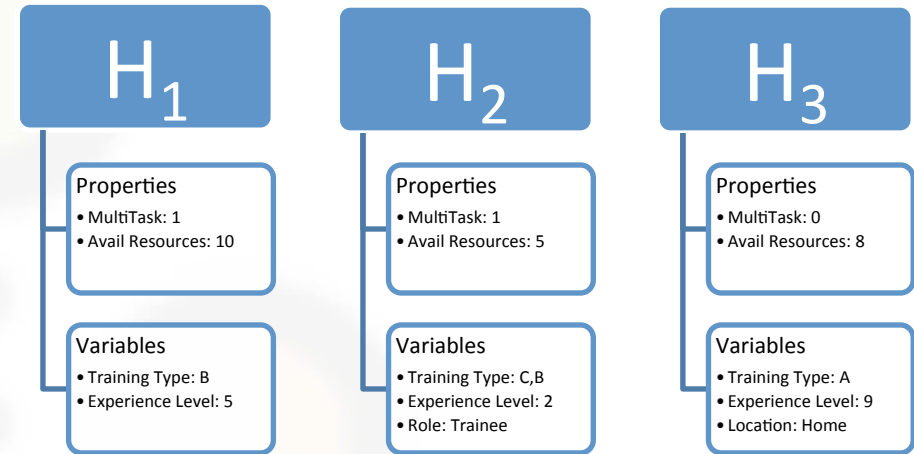 H1
Properties
• MultiTask: 1
• Avail Resources: 10
Variables
• Training Type: B
• Experience Level: 5
H2
Properties
• MultiTask: 1
• Avail Resources: 5
Variables
• Training Type: C,B
• Experience Level: 2
• Role: Trainee
H3
Properties
• MultiTask: 0
• Avail Resources: 8
Variables
• Training Type: A
• Experience Level: 9
• Location: Home